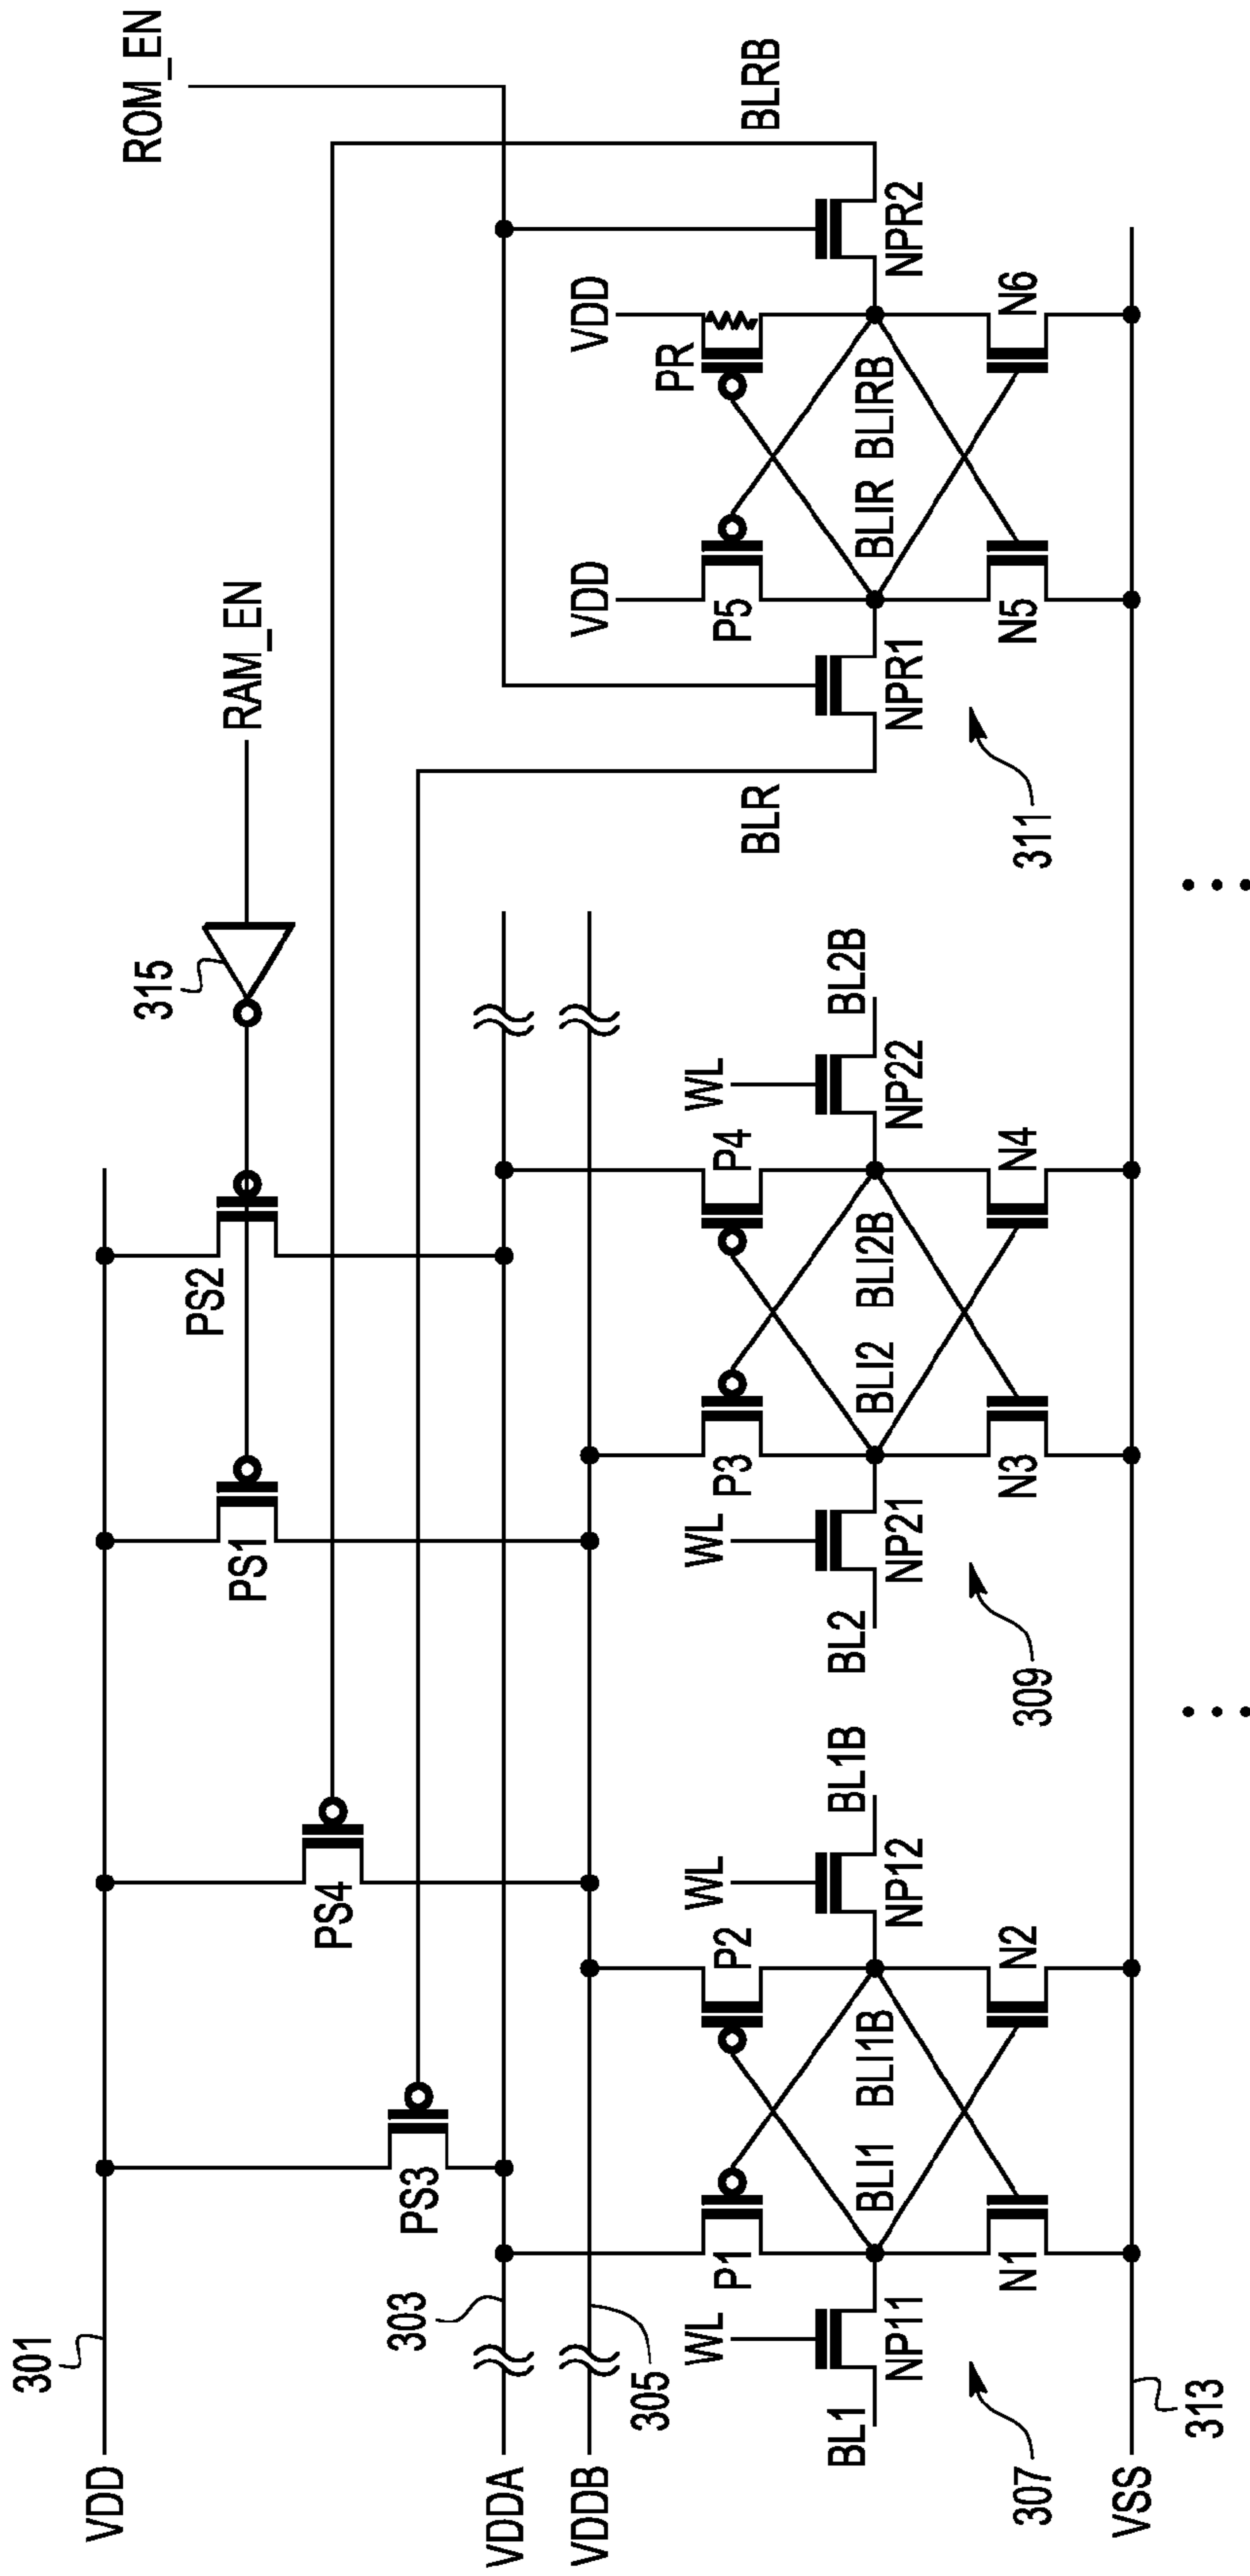 ROM_EN
RAM_EN
315
301
VDD
PS2
PS1
PS4
PS3
BLRB
BLR
303
VDDA
305
VDDB
VDD
VDD
PR
P5
WL
WL
WL
WL
P4
P3
P2
P1
BLIR
BLIRB
NPR2
NPR1
BL2B
NP22
BLI2
BLI2B
NP21
BL2
BL1B
NP12
BLI1
BLI1B
NP11
BL1
N6
N5
N4
N3
N2
N1
311
309
307
313
VSS